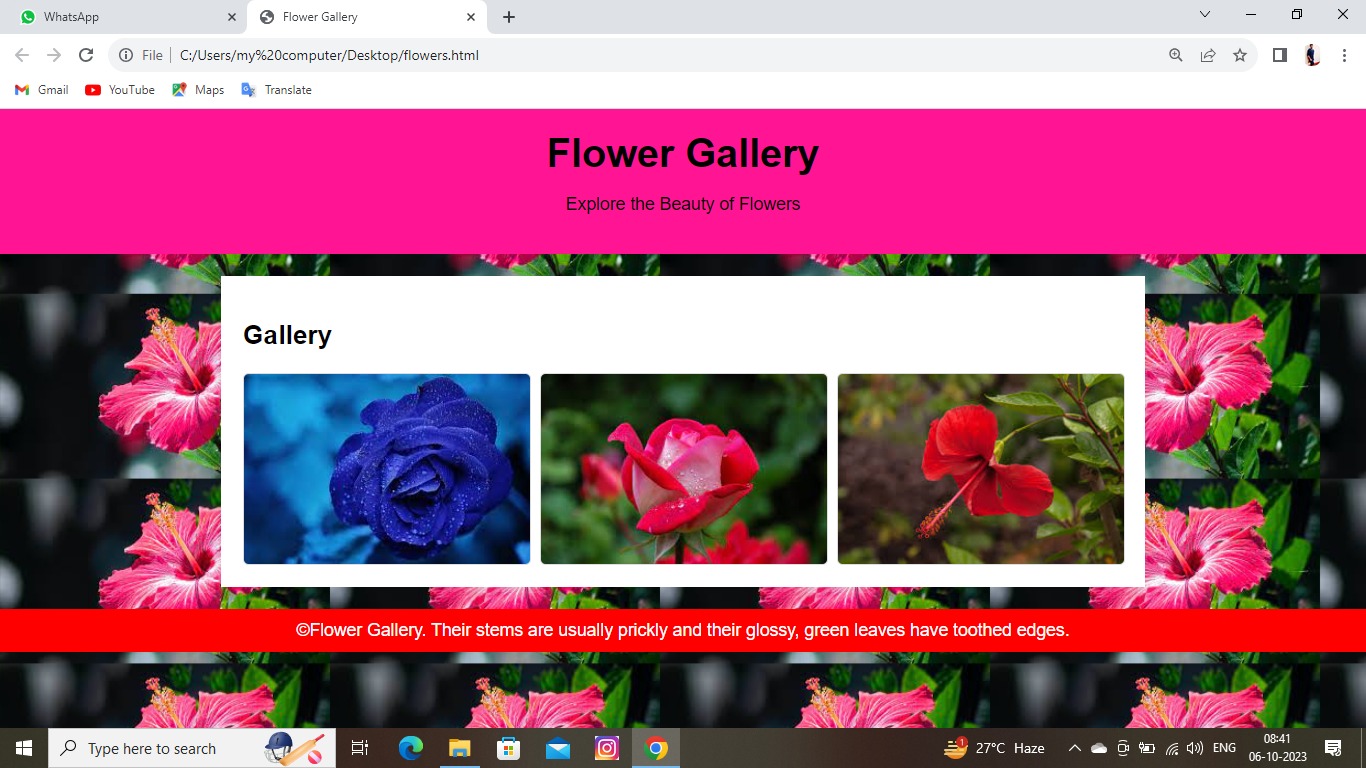 WhatsApp
Flower Gallery
File
C:/Users/my%20computer/Desktop/flowers.html
Gmail
YouTube
Maps
Translate
Flower Gallery
Explore the Beauty of Flowers
Gallery
©Flower Gallery. Their stems are usually prickly and their glossy, green leaves have toothed edges.
Type here to search
1
27°C Haze
ENG
08:41
06-10-2023